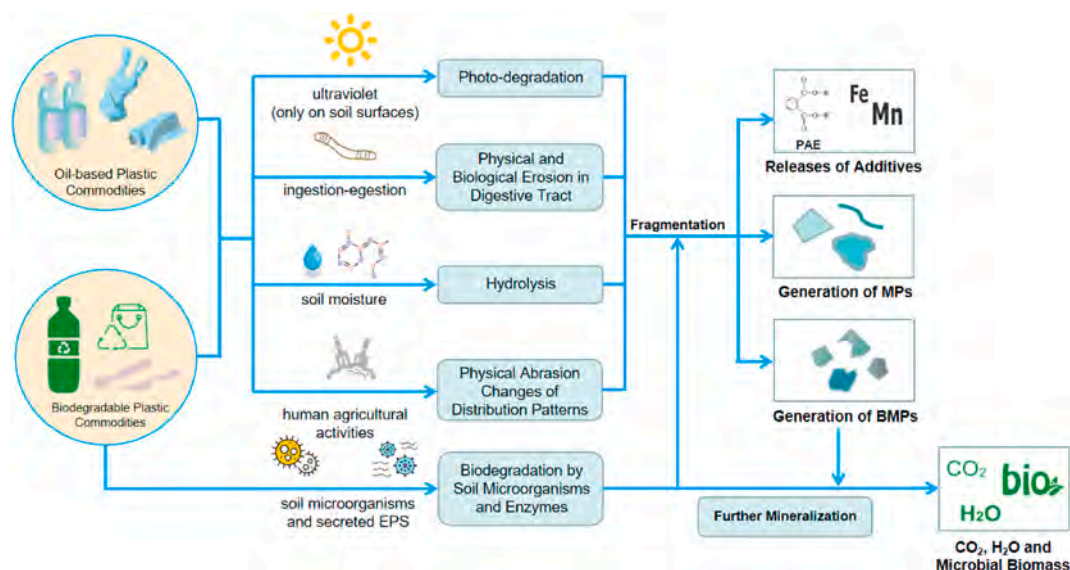 Oil-based Plastic
Commodities
Biodegradable Plastic
Commodities
ultraviolet
(only on soil surfaces)
ingestion-egestion
soil moisture
human agricultural
activities
soil microorganisms
and secreted EPS
Photo-degradation
Physical and
Biological Erosion in
Digestive Tract
Hydrolysis
Physical Abrasion
Changes of
Distribution Patterns
Biodegradation by
Soil Microorganisms
and Enzymes
Fragmentation
Further Mineralization
PAE
Fe
Mn
Releases of Additives
Generation of MPs
Generation of BMPs
CO₂
bio
H₂O
CO₂, H₂O and
Microbial Biomass